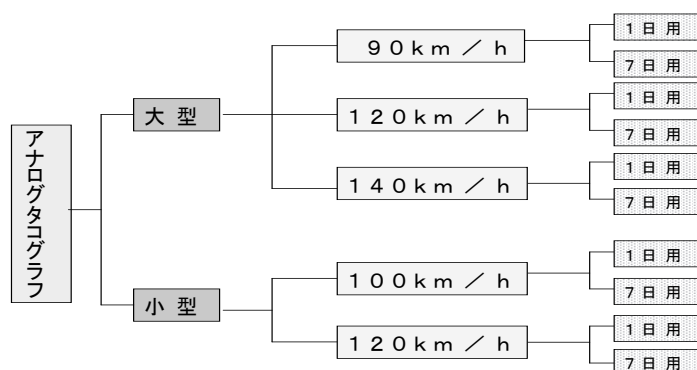 アナログタコグラフ
大 型
９０ｋｍ ／ ｈ
１ 日 用
７ 日 用
１２０ｋｍ ／ ｈ
１ 日 用
７ 日 用
１４０ｋｍ ／ ｈ
１ 日 用
７ 日 用
小 型
１００ｋｍ ／ ｈ
１ 日 用
７ 日 用
１２０ｋｍ ／ ｈ
１ 日 用
７ 日 用